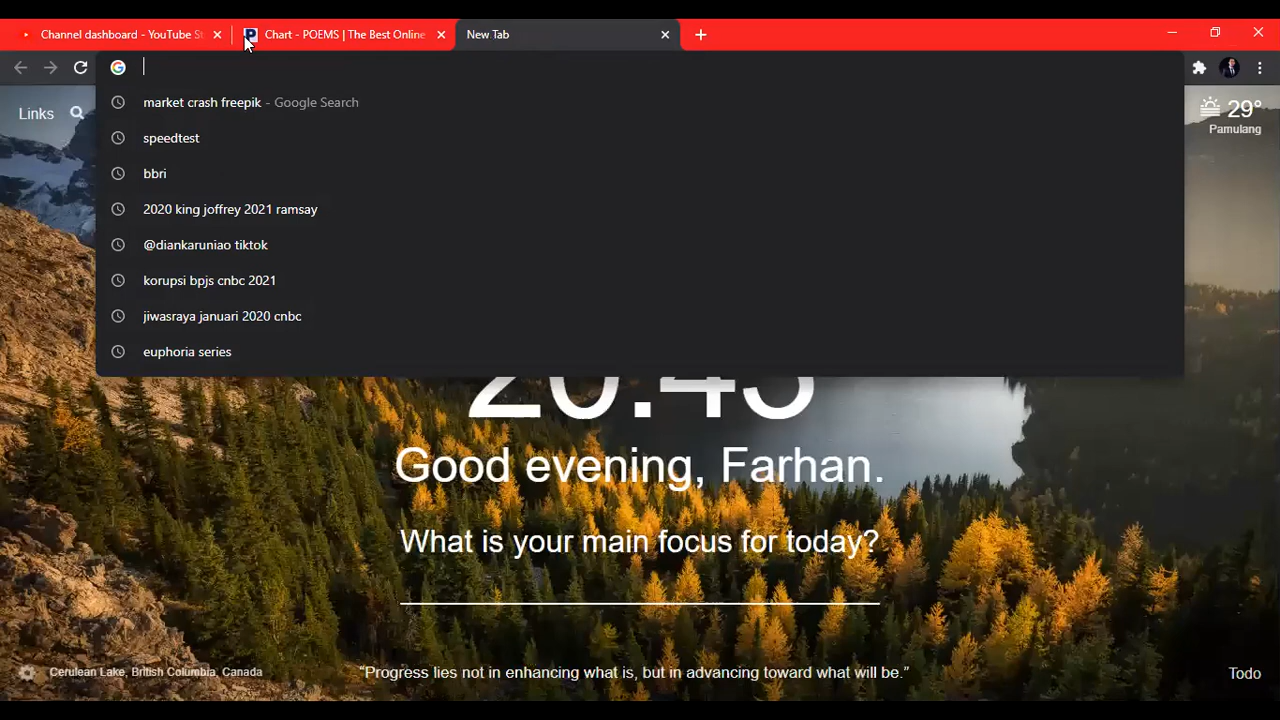 Channel dashboard - YouTube St
Chart - POEMS | The Best Online
New Tab
market crash freepik - Google Search
speedtest
bbri
2020 king joffrey 2021 ramsay
@diankaruniao tiktok
korupsi bpjs cnbc 2021
jiwasraya januari 2020 cnbc
euphoria series
Links
29°
Pamulang
Good evening, Farhan.
What is your main focus for today?
Cerulean Lake, British Columbia, Canada
“Progress lies not in enhancing what is, but in advancing toward what will be.”
Todo